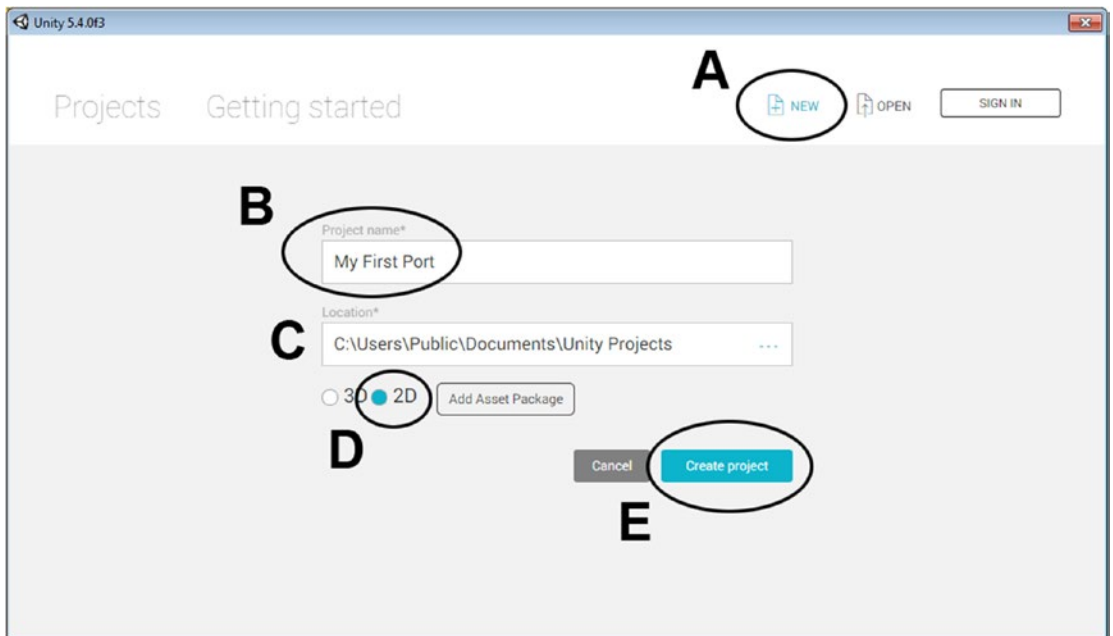 Unity 5.4.0f3
A
Projects Getting started NEW OPEN SIGN IN
B
Project name*
My First Port
Location*
C C:\Users\Public\Documents\Unity Projects ...
3D 2D Add Asset Package
D
Cancel Create project
E